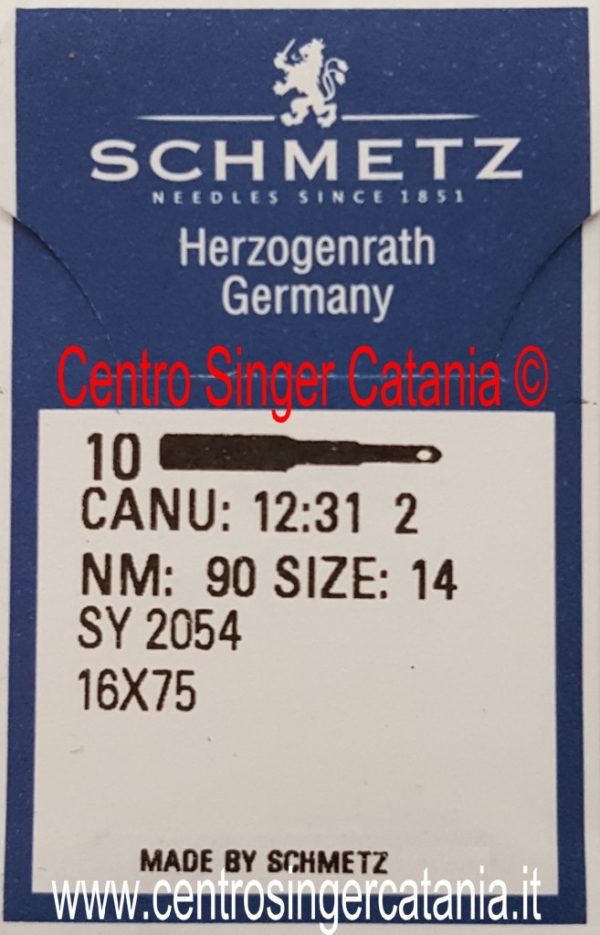 SCHMETZ
NEEDLES SINCE 1851
Herzogenrath
Germany
Centro Singer Catania ©
10
CANU: 12:31 2
NM: 90 SIZE: 14
SY 2054
16X75
MADE BY SCHMETZ
www.centrosingercatania.it